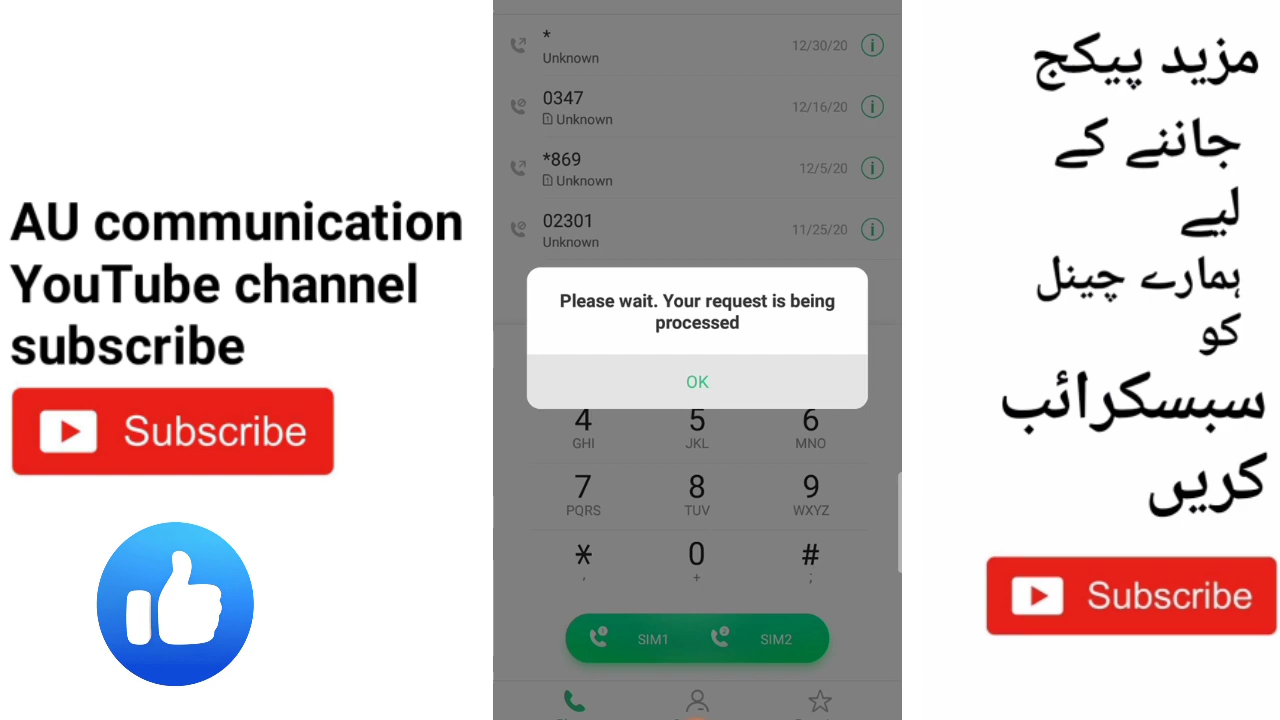 AU communication
YouTube channel
subscribe
Subscribe
*
Unknown
12/30/20
0347
Unknown
12/16/20
*869
Unknown
12/5/20
02301
Unknown
11/25/20
Please wait. Your request is being
processed
OK
4 5 6
GHI JKL MNO
7 8 9
PQRS TUV WXYZ
* 0 #
, + ;
SIM1 SIM2
مزید پیکج
جاننے کے
لیے
ہمارے چینل
کو
سبسکرائب
کریں
Subscribe